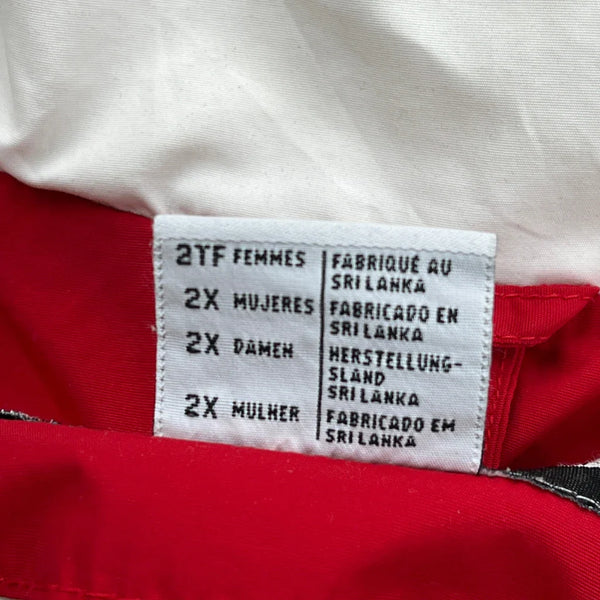 2TF FEMMES
FABRIQUÉ AU
SRI LANKA
2X MUJERES
FABRICADO EN
SRI LANKA
2X DAMEN
HERSTELLUNG-
SLAND
SRI LANKA
2X MULHER
FABRICADO EM
SRI LANKA